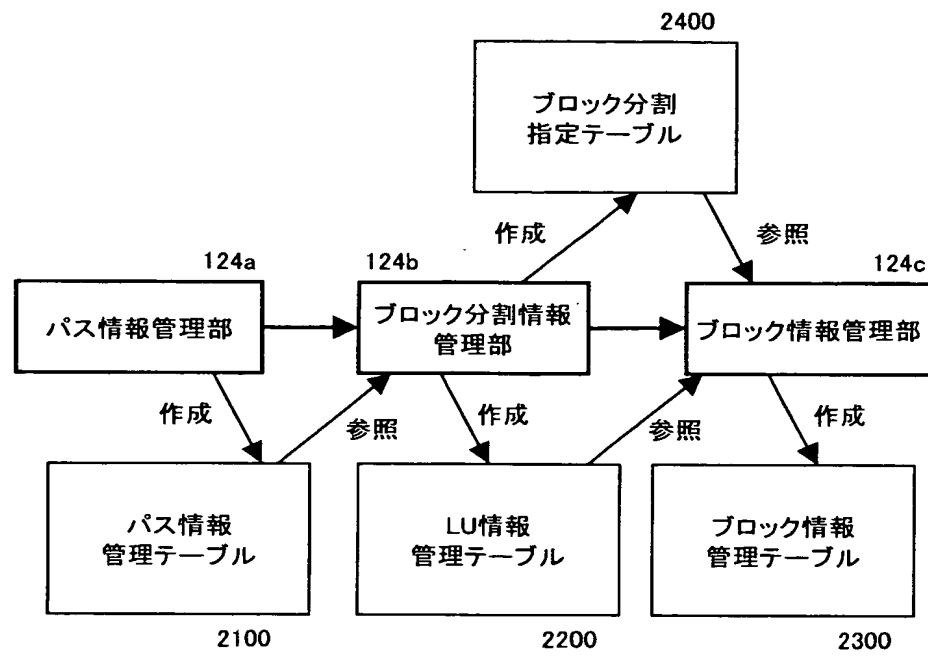 2400
ブロック分割
指定テーブル
作成
参照
124a
124b
124c
パス情報管理部
ブロック分割情報
管理部
ブロック情報管理部
作成
参照
作成
参照
作成
パス情報
管理テーブル
LU情報
管理テーブル
ブロック情報
管理テーブル
2100
2200
2300